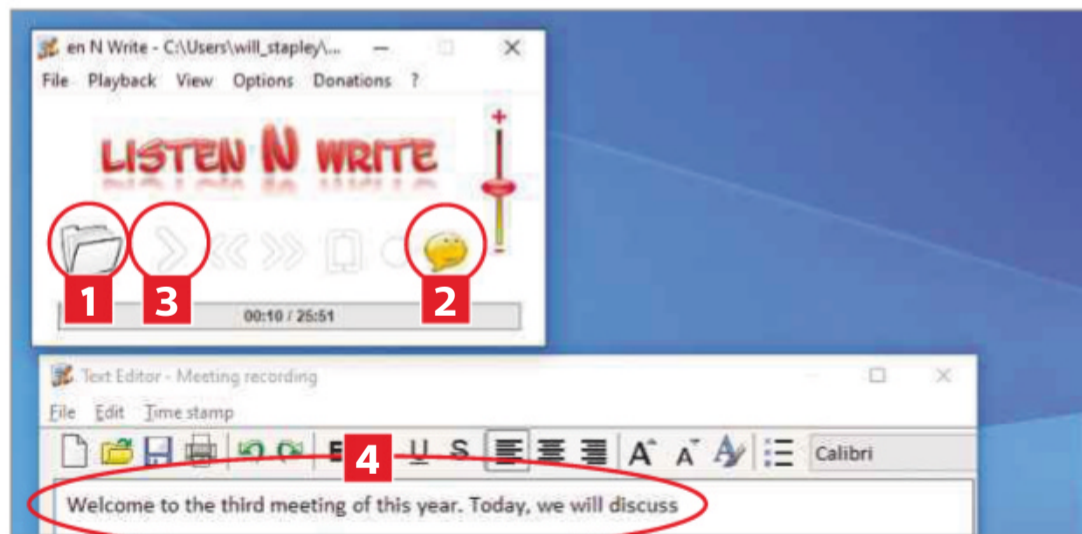 en N Write - C:\Users\will_stapley\...
File Playback View Options Donations ?
+
LISTEN N WRITE
-
1 3 2
00:10 / 25:51
Text Editor - Meeting recording
File Edit Time stamp
4 U S A A A Calibri
Welcome to the third meeting of this year. Today, we will discuss